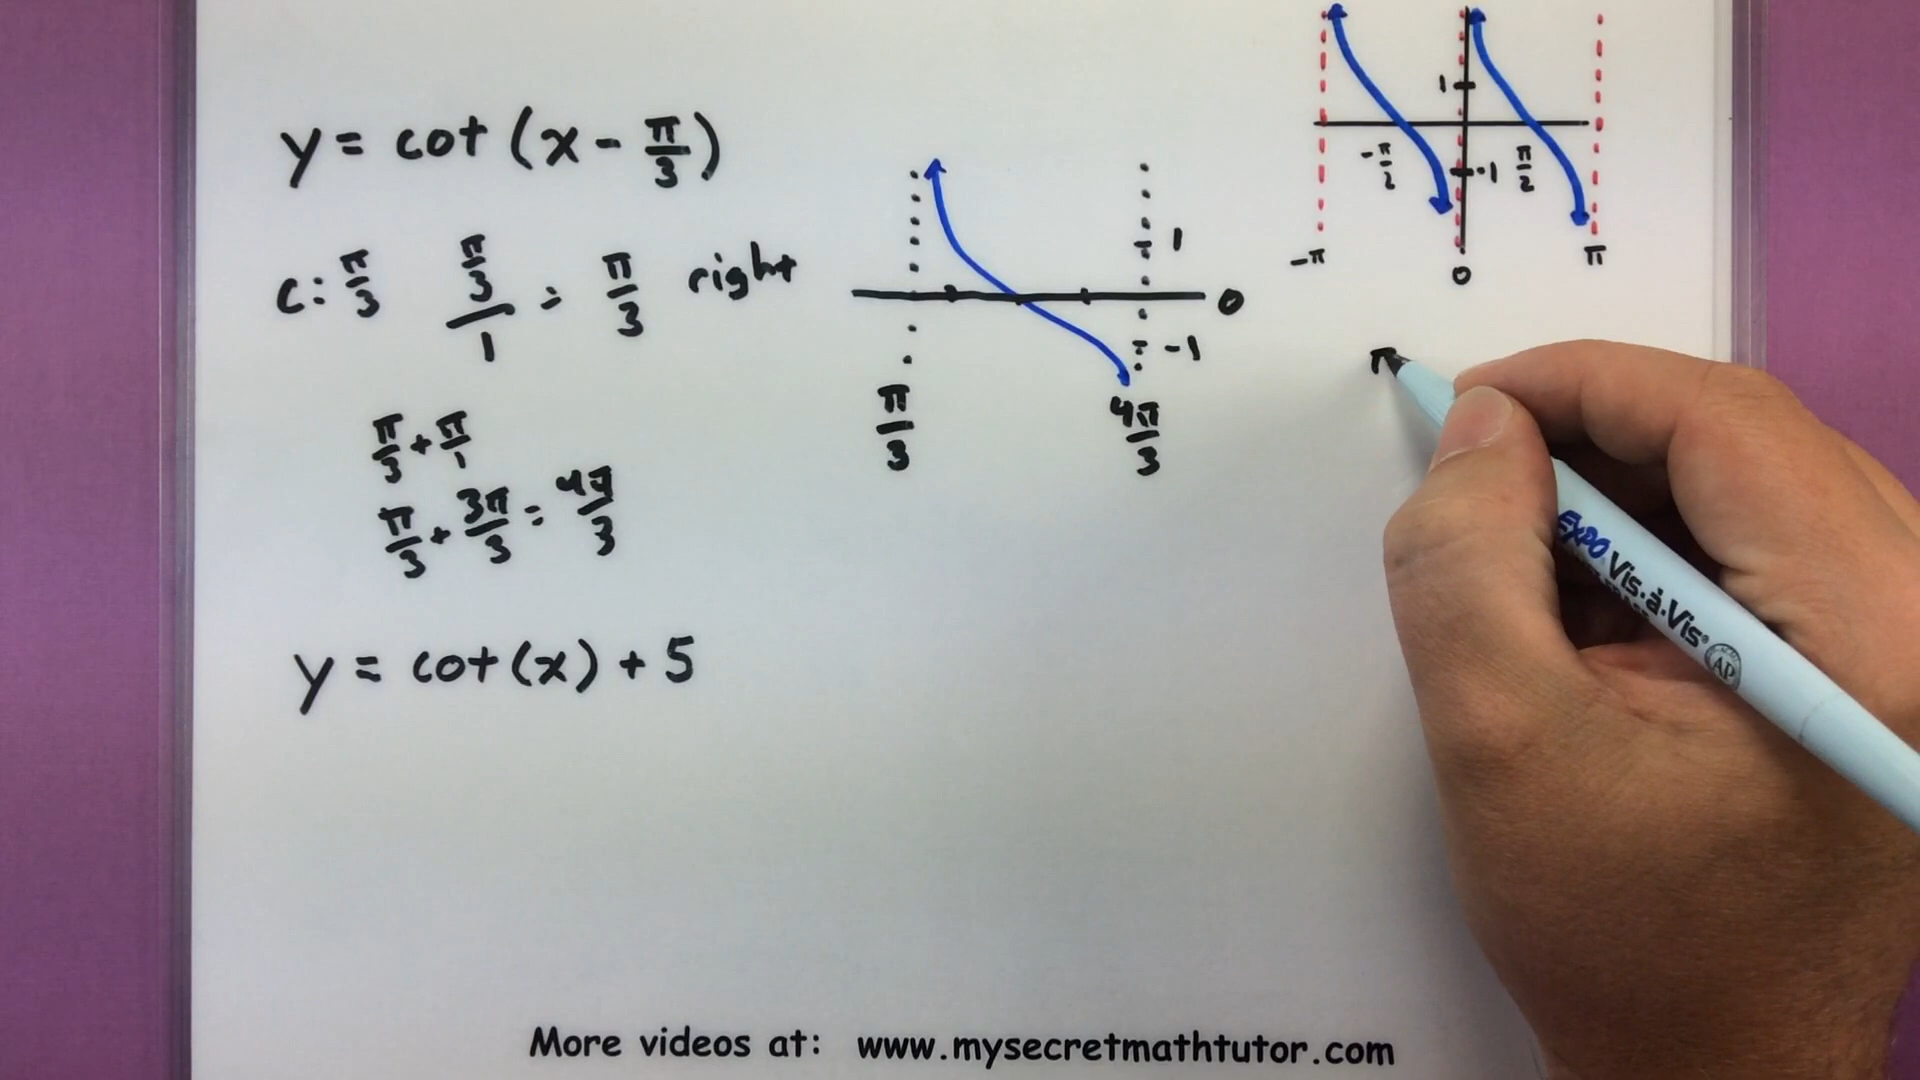 y = cot (x - π/3)
c: π/3 (π/3)/1 = π/3 right
π/3 + π/1
π/3 + 3π/3 = 4π/3
1
0
-1
π/3 4π/3
1
-π/2 -1 π/2
-π 0 π
π
y = cot (x) + 5
EXPO Vis·à·Vis®
AP
More videos at: www.mysecretmathtutor.com